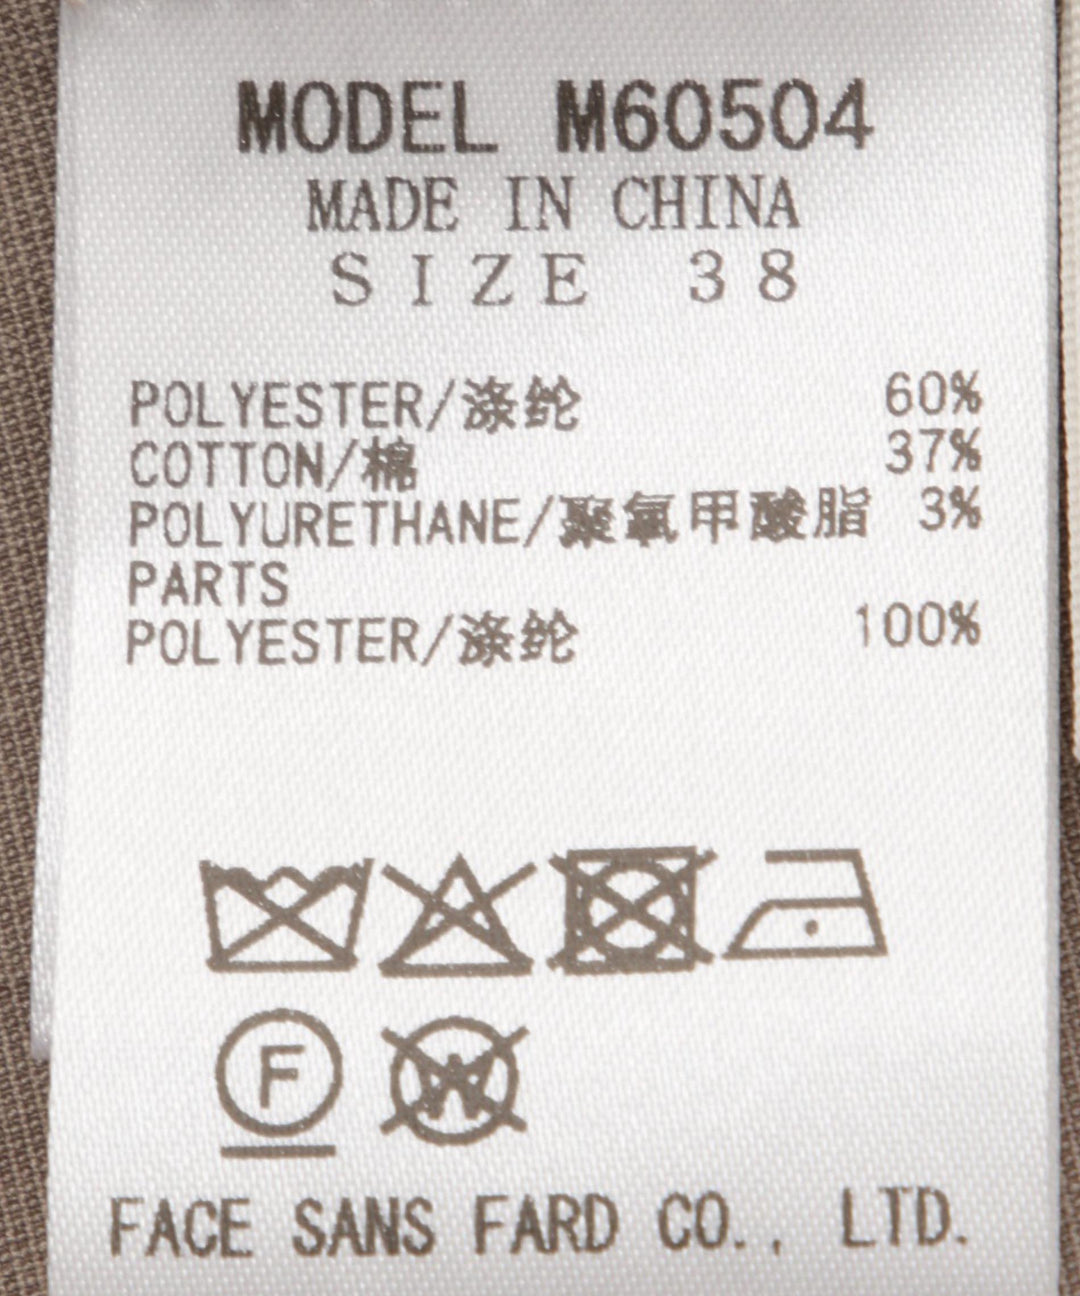 MODEL M60504
MADE IN CHINA
SIZE 38
POLYESTER/涤纶 60%
COTTON/棉 37%
POLYURETHANE/聚氨甲酸脂 3%
PARTS
POLYESTER/涤纶 100%
F W
FACE SANS FARD CO., LTD.